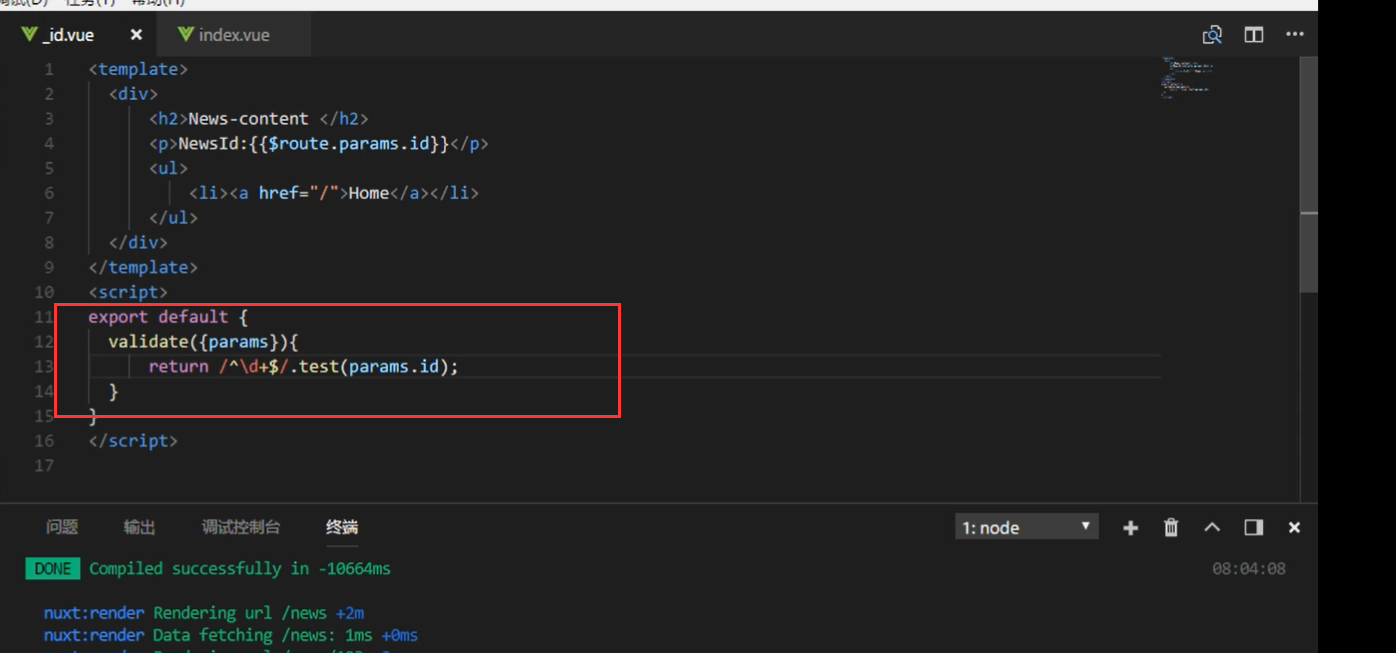 调试(D) 任务(T) 帮助(H)
_id.vue × index.vue
1 <template>
2 <div>
3 <h2>News-content </h2>
4 <p>NewsId:{{$route.params.id}}</p>
5 <ul>
6 <li><a href="/">Home</a></li>
7 </ul>
8 </div>
9 </template>
10 <script>
11 export default {
12 validate({params}){
13 return /^\d+$/.test(params.id);
14 }
15 }
16 </script>
17
问题 输出 调试控制台 终端 1: node
DONE Compiled successfully in -10664ms 08:04:08
nuxt:render Rendering url /news +2m
nuxt:render Data fetching /news: 1ms +0ms